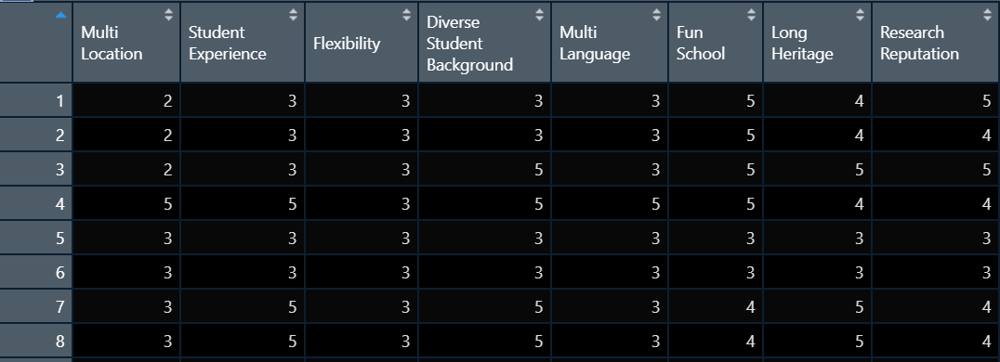 Multi Location Student Experience Flexibility Diverse Student Background Multi Language Fun School Long Heritage Research Reputation
1 2 3 3 3 3 5 4 5
2 2 3 3 3 3 5 4 4
3 2 3 3 5 3 5 5 5
4 5 5 3 5 5 5 4 4
5 3 3 3 3 3 3 3 3
6 3 3 3 3 3 3 3 3
7 3 5 3 5 3 4 5 4
8 3 5 3 5 3 4 5 4